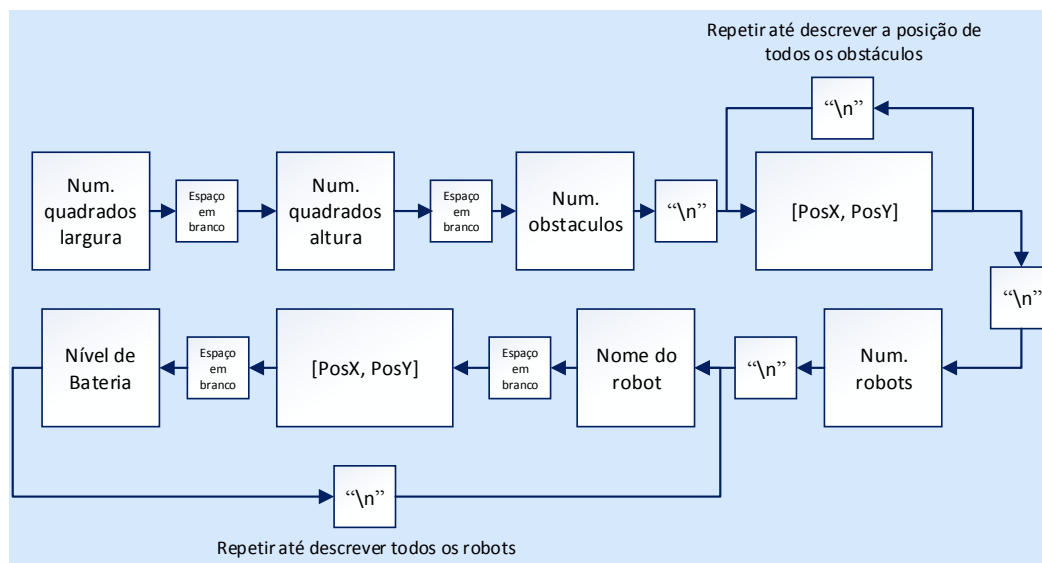 Repetir até descrever a posição de
todos os obstáculos
“\n”
Num.
quadrados
largura
Espaço
em
branco
Num.
quadrados
altura
Espaço
em
branco
Num.
obstaculos
“\n”
[PosX, PosY]
“\n”
Nível de
Bateria
Espaço
em
branco
[PosX, PosY]
Espaço
em
branco
Nome do
robot
“\n”
Num.
robots
“\n”
Repetir até descrever todos os robots